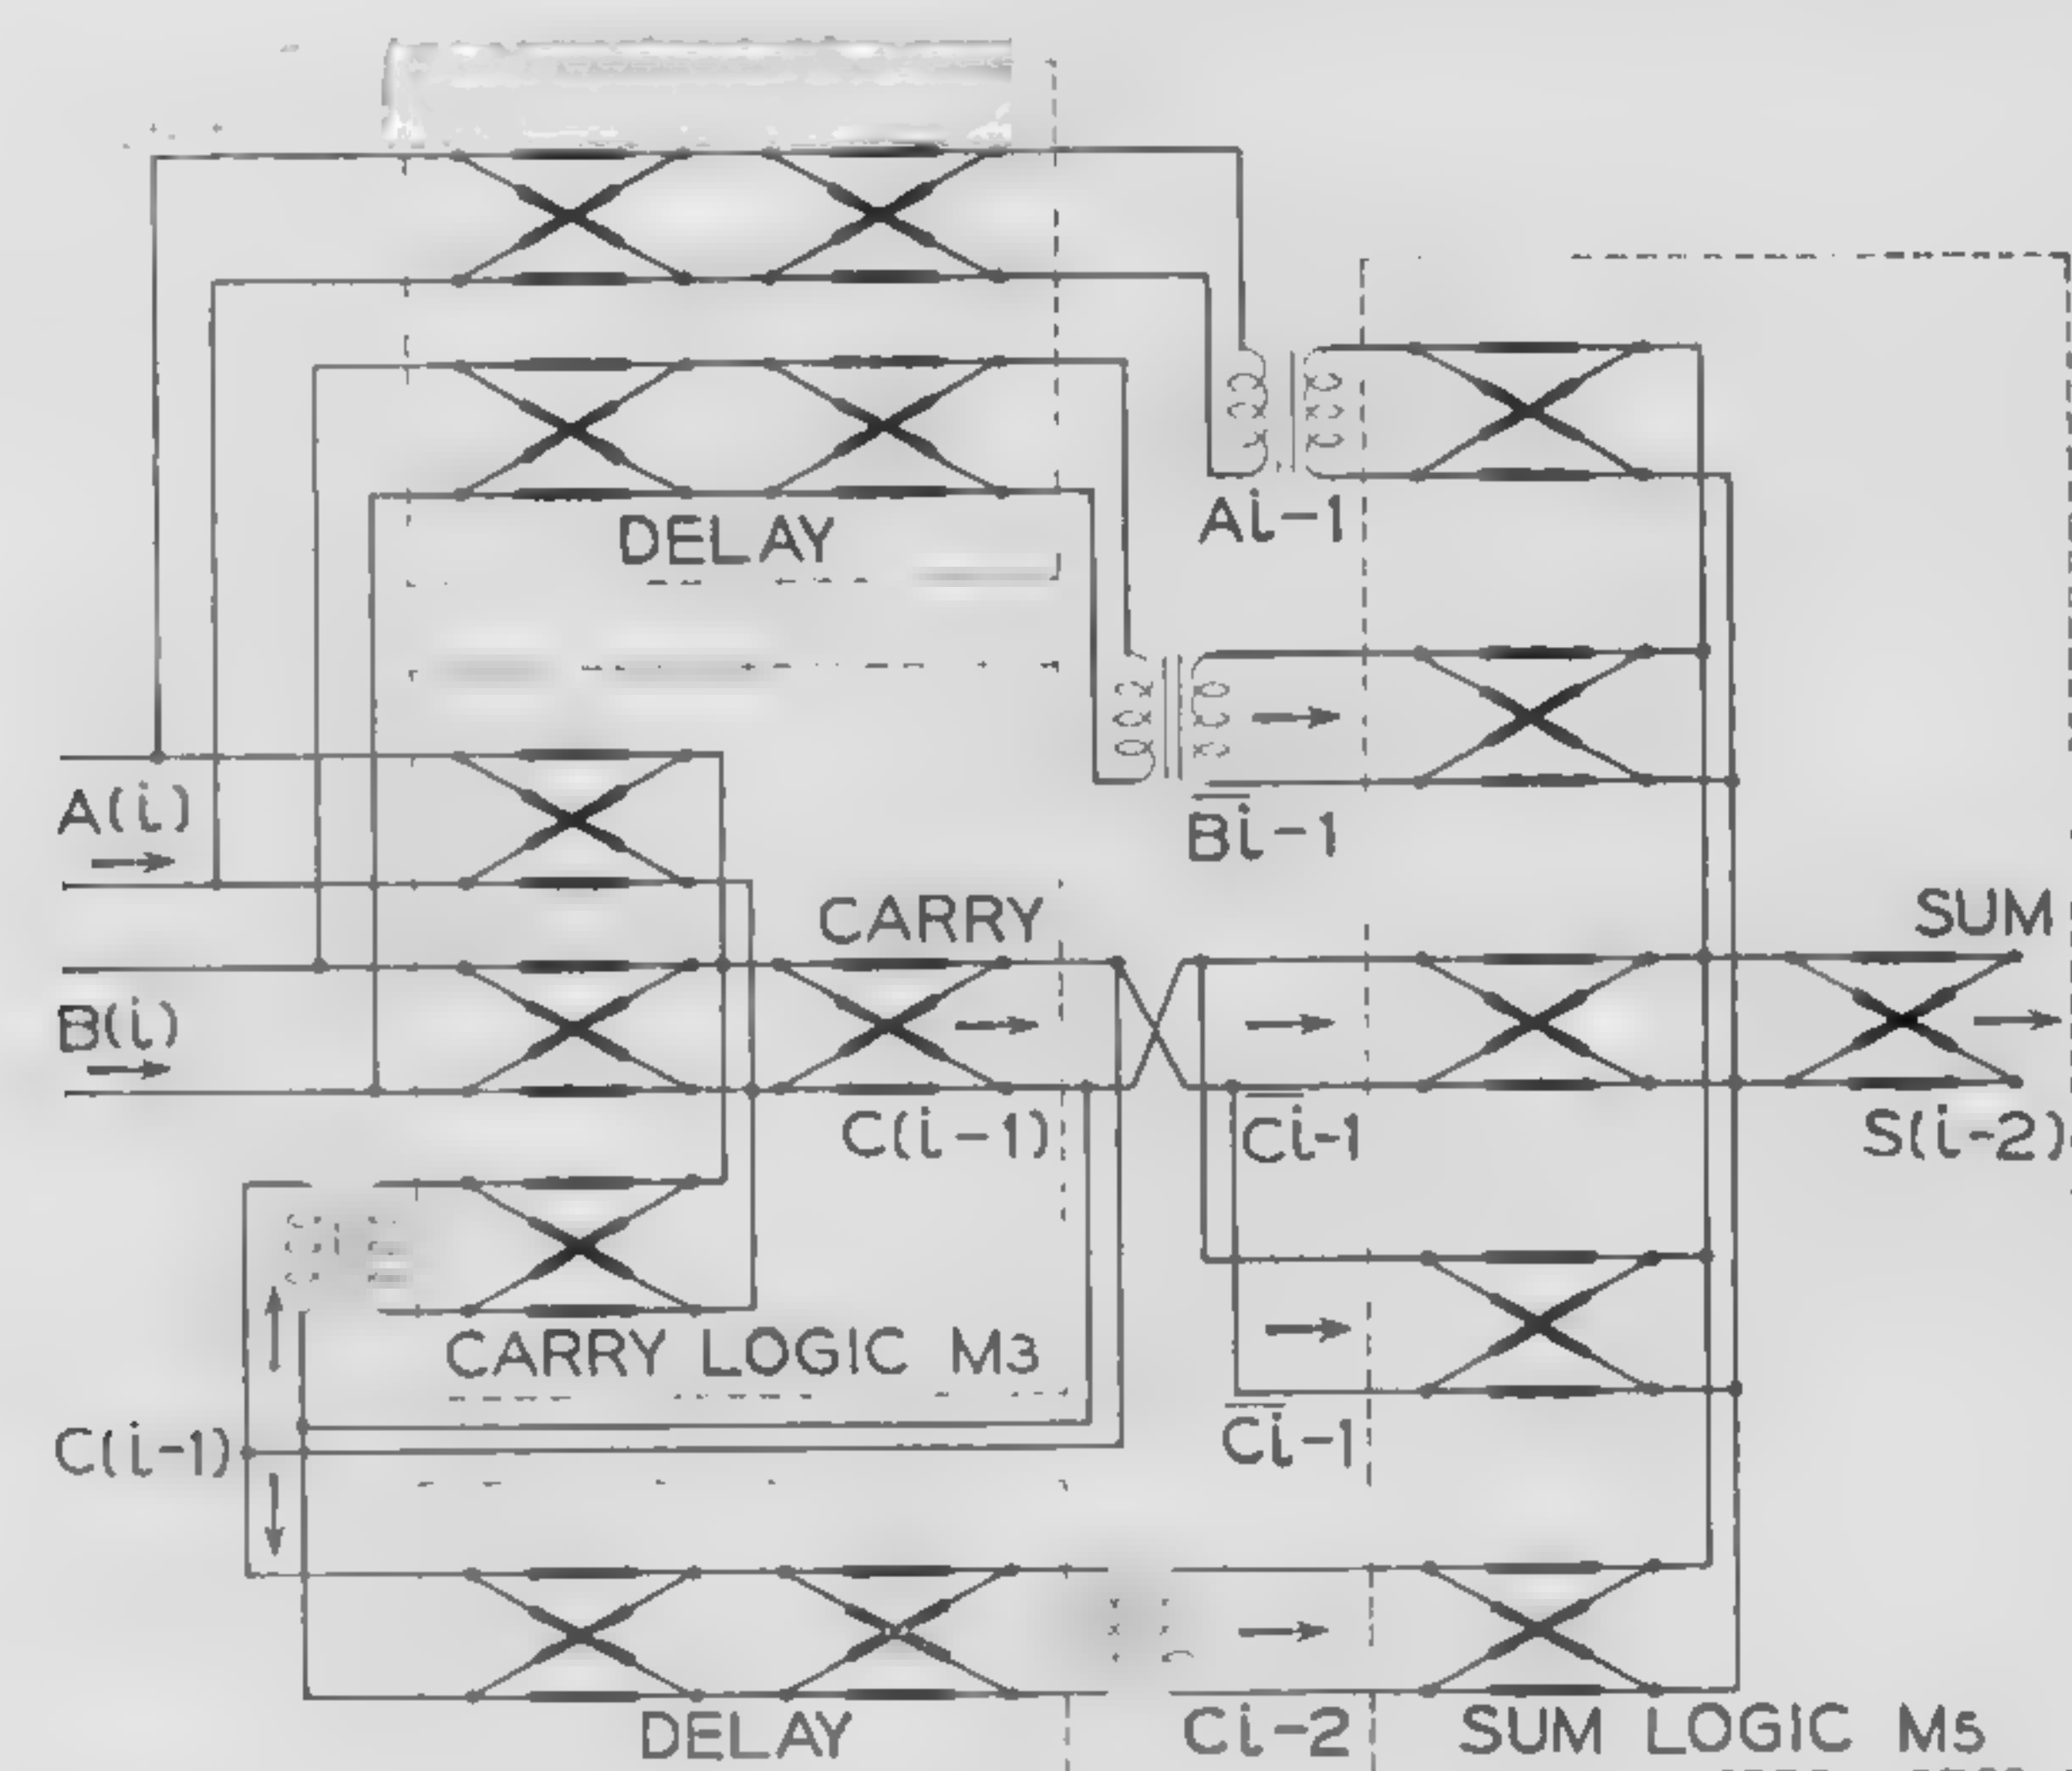 DELAY
Ai-1
A(i)
Bi-1
CARRY
SUM
B(i)
C(i-1)
Ci-1
S(i-2)
CARRY LOGIC M3
C(i-1)
Ci-1
DELAY
Ci-2
SUM LOGIC M5